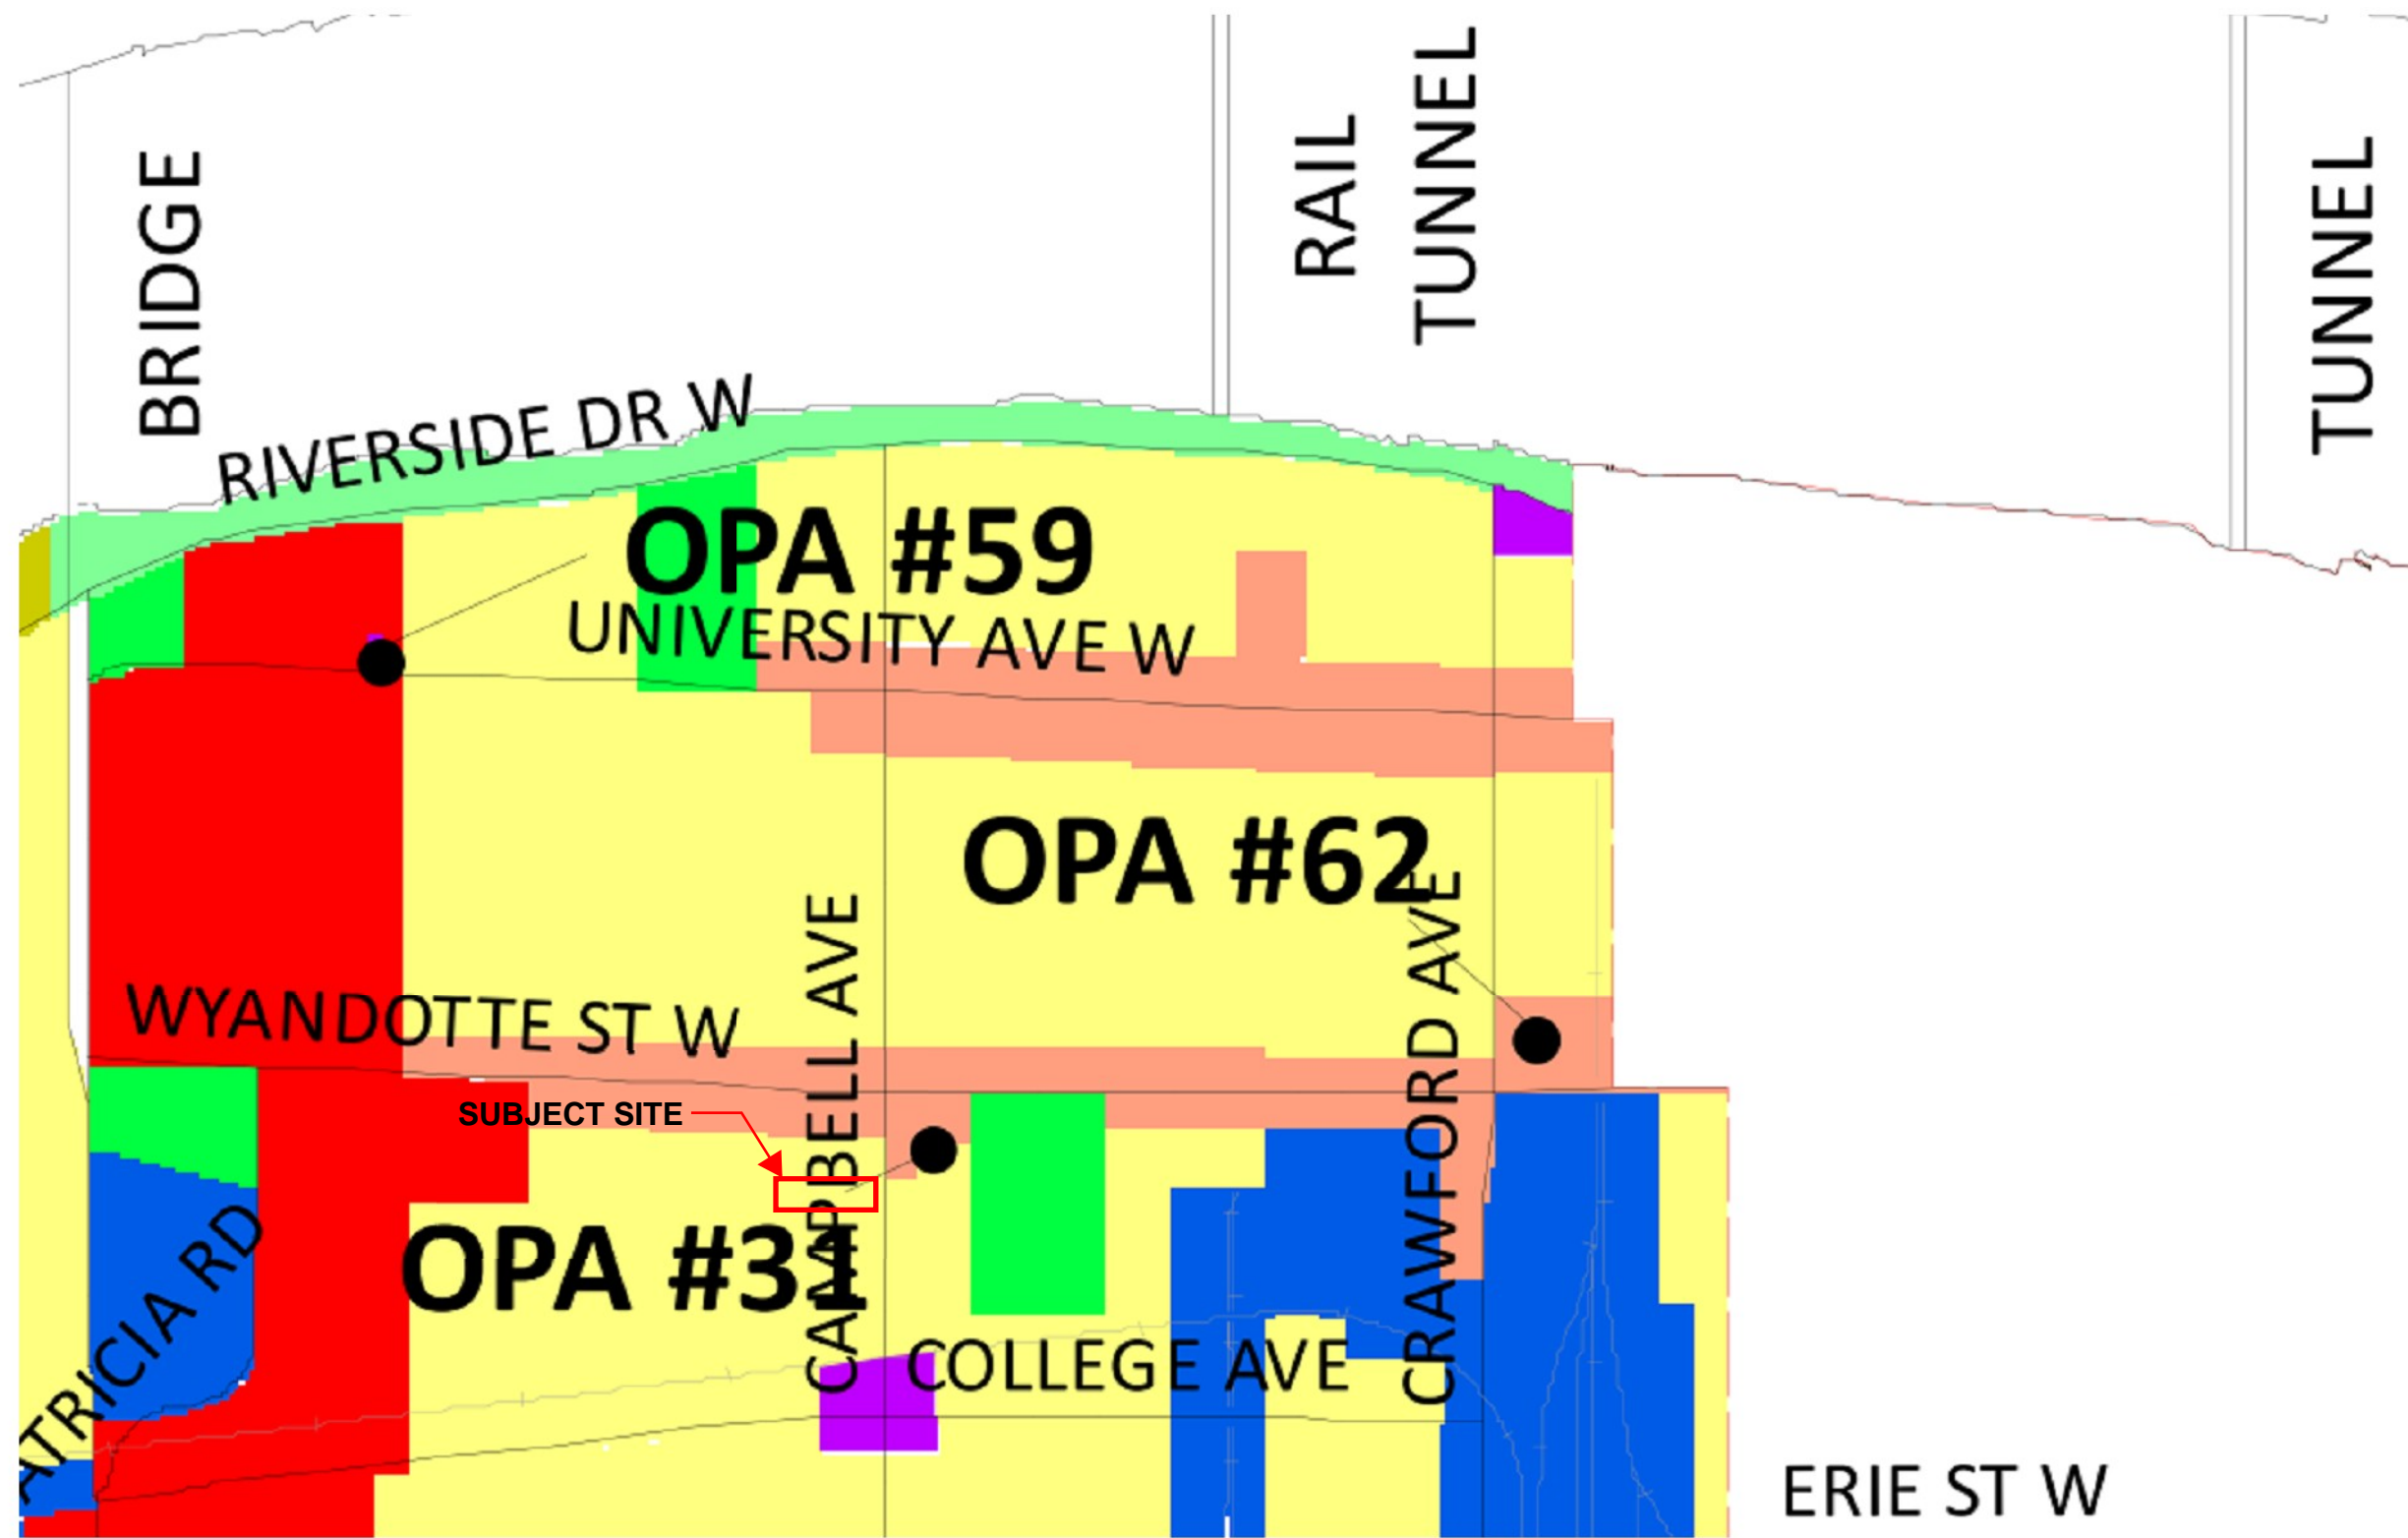 BRIDGE
RAIL
TUNNEL
TUNNEL
RIVERSIDE DR W
OPA #59
UNIVERSITY AVE W
OPA #62
CAMPBELL AVE
CRAWFORD AVE
WYANDOTTE ST W
SUBJECT SITE
OPA #31
ATRICIA RD
COLLEGE AVE
ERIE ST W